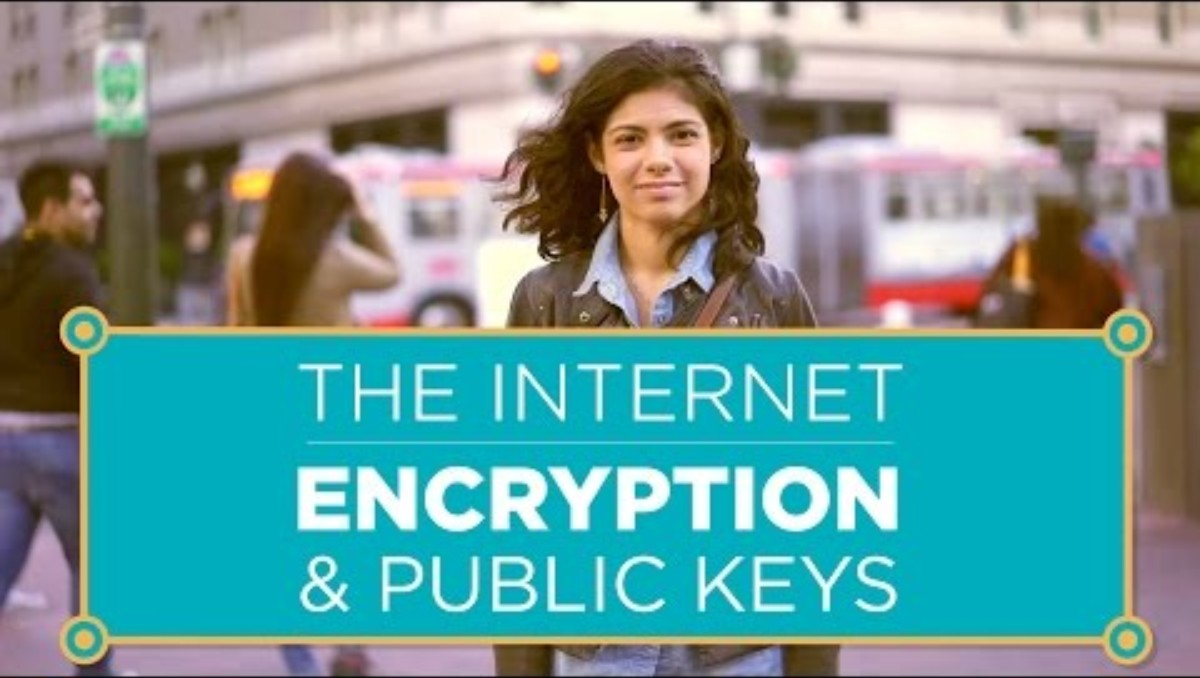 THE INTERNET
ENCRYPTION
& PUBLIC KEYS